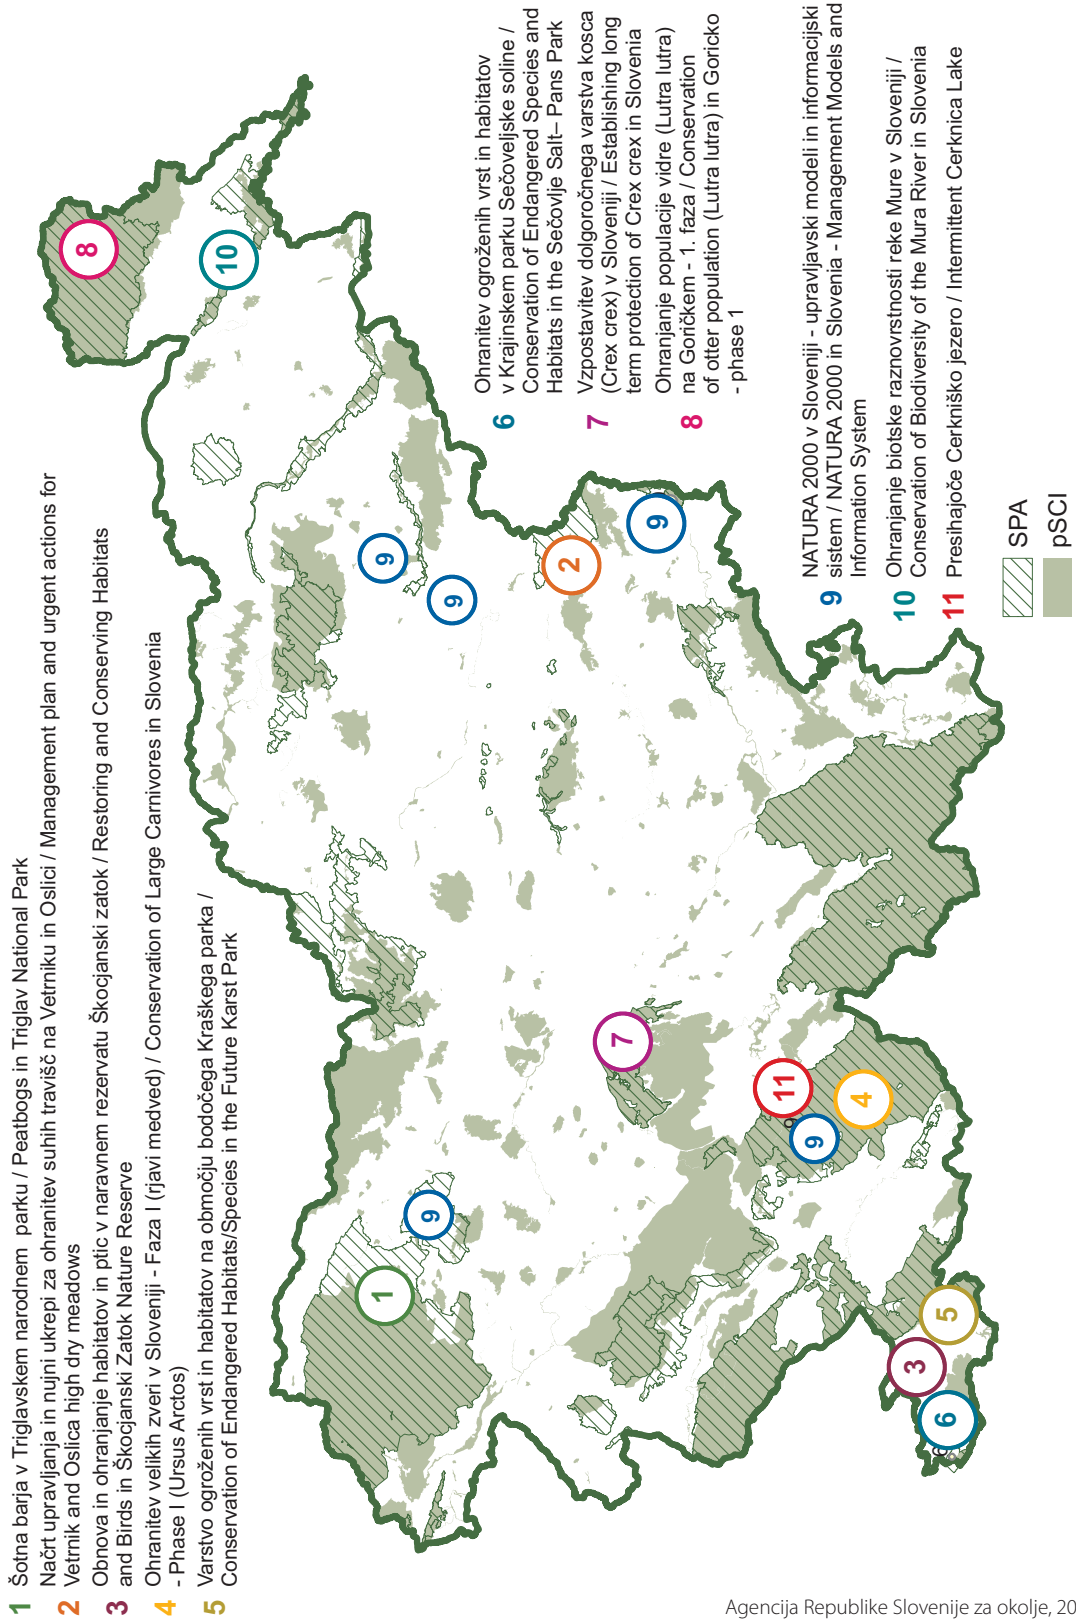 1 Šotna barja v Triglavskem narodnem parku / Peatbogs in Triglav National Park
2 Načrt upravljanja in nujni ukrepi za ohranitev suhih travišč na Vetrniku in Oslici / Management plan and urgent actions for
Vetrnik and Oslica high dry meadows
3 Obnova in ohranjanje habitatov in ptic v naravnem rezervatu Škocjanski zatok / Restoring and Conserving Habitats
and Birds in Škocjanski Zatok Nature Reserve
4 Ohranitev velikih zveri v Sloveniji - Faza I (rjavi medved) / Conservation of Large Carnivores in Slovenia
- Phase I (Ursus Arctos)
5 Varstvo ogroženih vrst in habitatov na območju bodočega Kraškega parka /
Conservation of Endangered Habitats/Species in the Future Karst Park
6 Ohranitev ogroženih vrst in habitatov
v Krajinskem parku Sečoveljske soline /
Conservation of Endangered Species and
Habitats in the Sečovlje Salt– Pans Park
7 Vzpostavitev dolgoročnega varstva kosca
(Crex crex) v Sloveniji / Establishing long
term protection of Crex crex in Slovenia
8 Ohranjanje populacije vidre (Lutra lutra)
na Goričkem - 1. faza / Conservation
of otter population (Lutra lutra) in Goricko
- phase 1
9 NATURA 2000 v Sloveniji - upravljavski modeli in informacijski
sistem / NATURA 2000 in Slovenia - Management Models and
Information System
10 Ohranjanje biotske raznovrstnosti reke Mure v Sloveniji /
Conservation of Biodiversity of the Mura River in Slovenia
11 Presihajoče Cerkniško jezero / Intermittent Cerknica Lake
SPA
pSCI
8
10
9
9
2
9
7
11
9
9
4
9
1
5
3
6
9
Agencija Republike Slovenije za okolje, 20